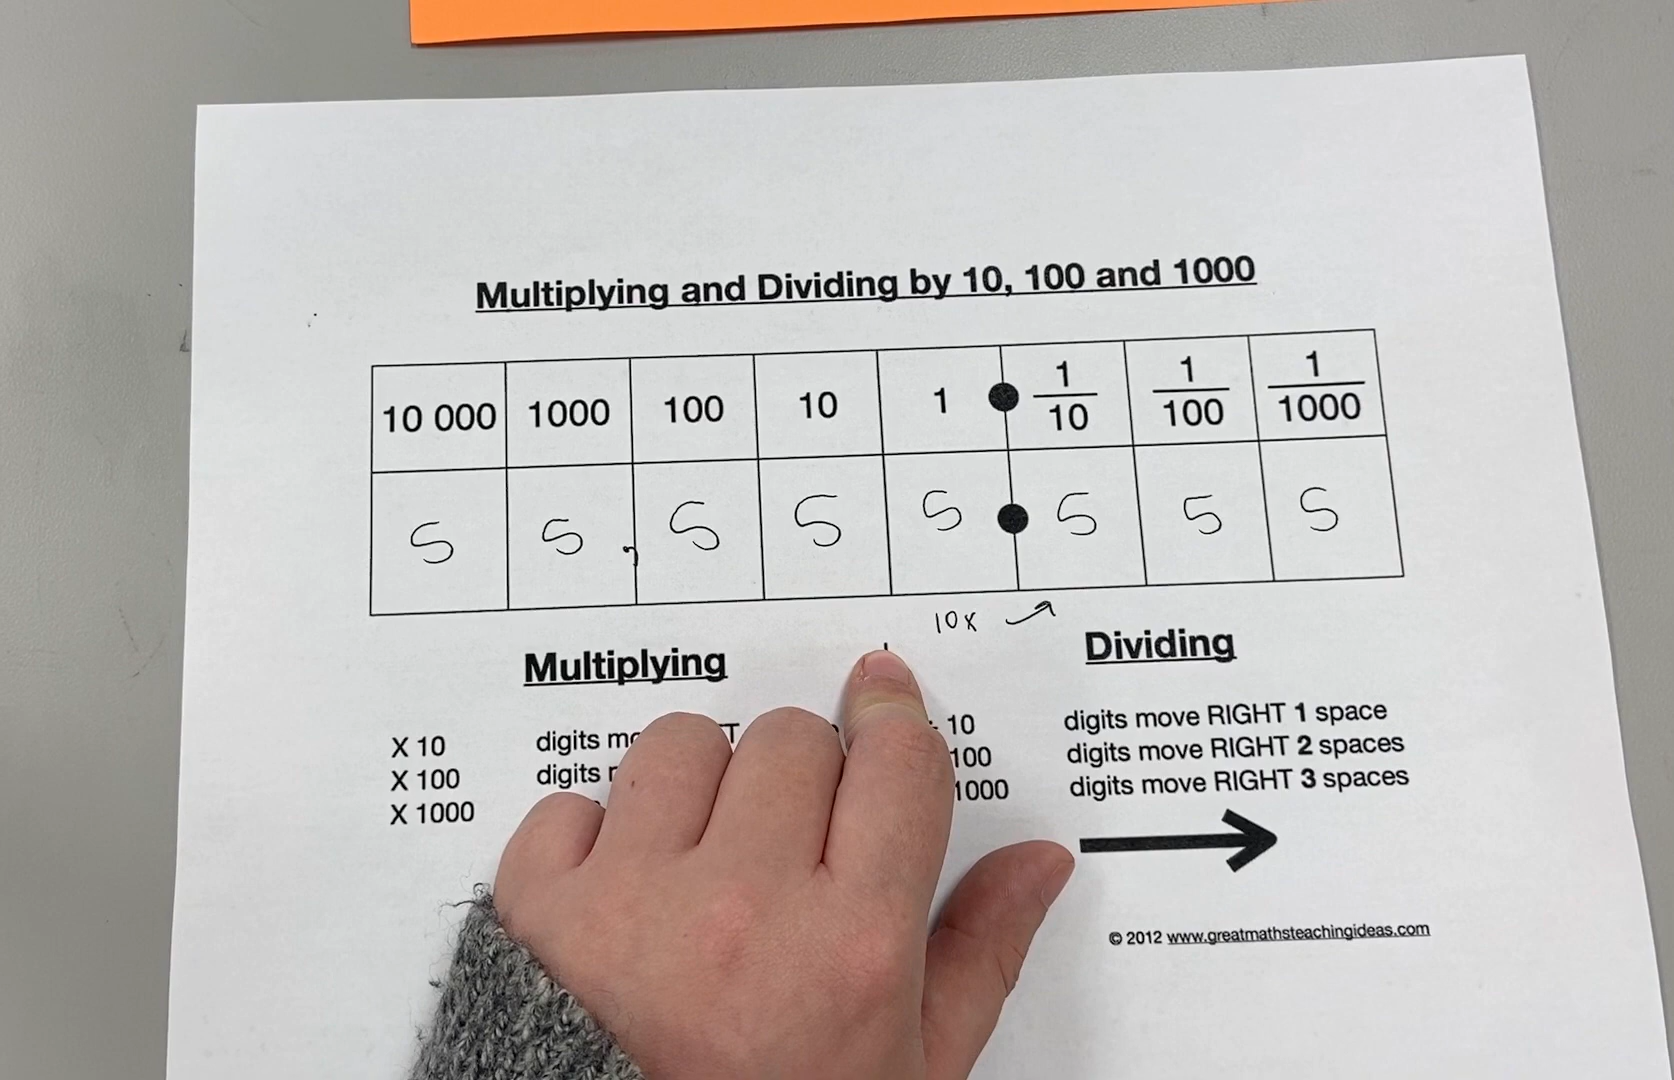 Multiplying and Dividing by 10, 100 and 1000
10 000 1000 100 10 1 • 1/10 1/100 1/1000
5 5 , 5 5 5 • 5 5 5
10x
Multiplying
Dividing
X 10 digits
X 100 digits
X 1000
10 digits move RIGHT 1 space
100 digits move RIGHT 2 spaces
1000 digits move RIGHT 3 spaces
© 2012 www.greatmathsteachingideas.com